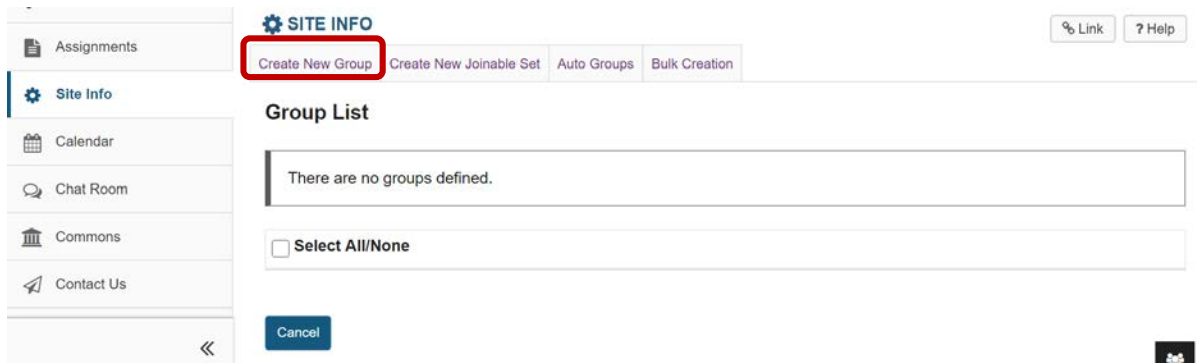 SITE INFO
Link
? Help
Assignments
Create New Group
Create New Joinable Set
Auto Groups
Bulk Creation
Site Info
Group List
Calendar
There are no groups defined.
Chat Room
Commons
Select All/None
Contact Us
Cancel